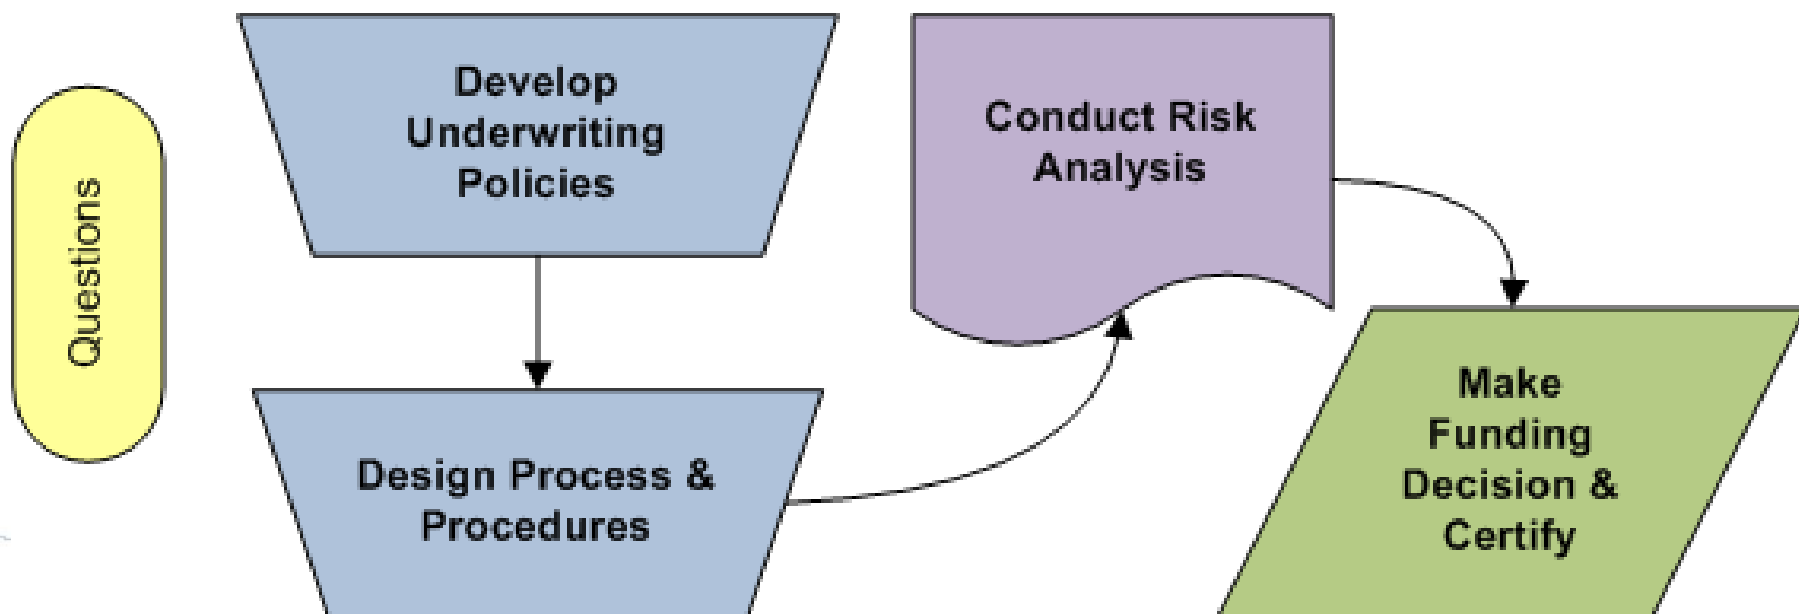 Questions
Develop
Underwriting
Policies
Design Process &
Procedures
Conduct Risk
Analysis
Make
Funding
Decision &
Certify